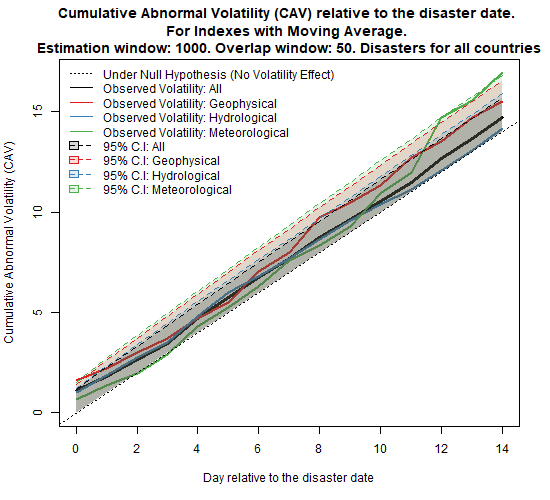 Cumulative Abnormal Volatility (CAV) relative to the disaster date.
For Indexes with Moving Average.
Estimation window: 1000. Overlap window: 50. Disasters for all countries
Under Null Hypothesis (No Volatility Effect)
Observed Volatility: All
Observed Volatility: Geophysical
Observed Volatility: Hydrological
Observed Volatility: Meteorological
95% C.I: All
95% C.I: Geophysical
95% C.I: Hydrological
95% C.I: Meteorological
Cumulative Abnormal Volatility (CAV)
15
10
5
0
0 2 4 6 8 10 12 14
Day relative to the disaster date